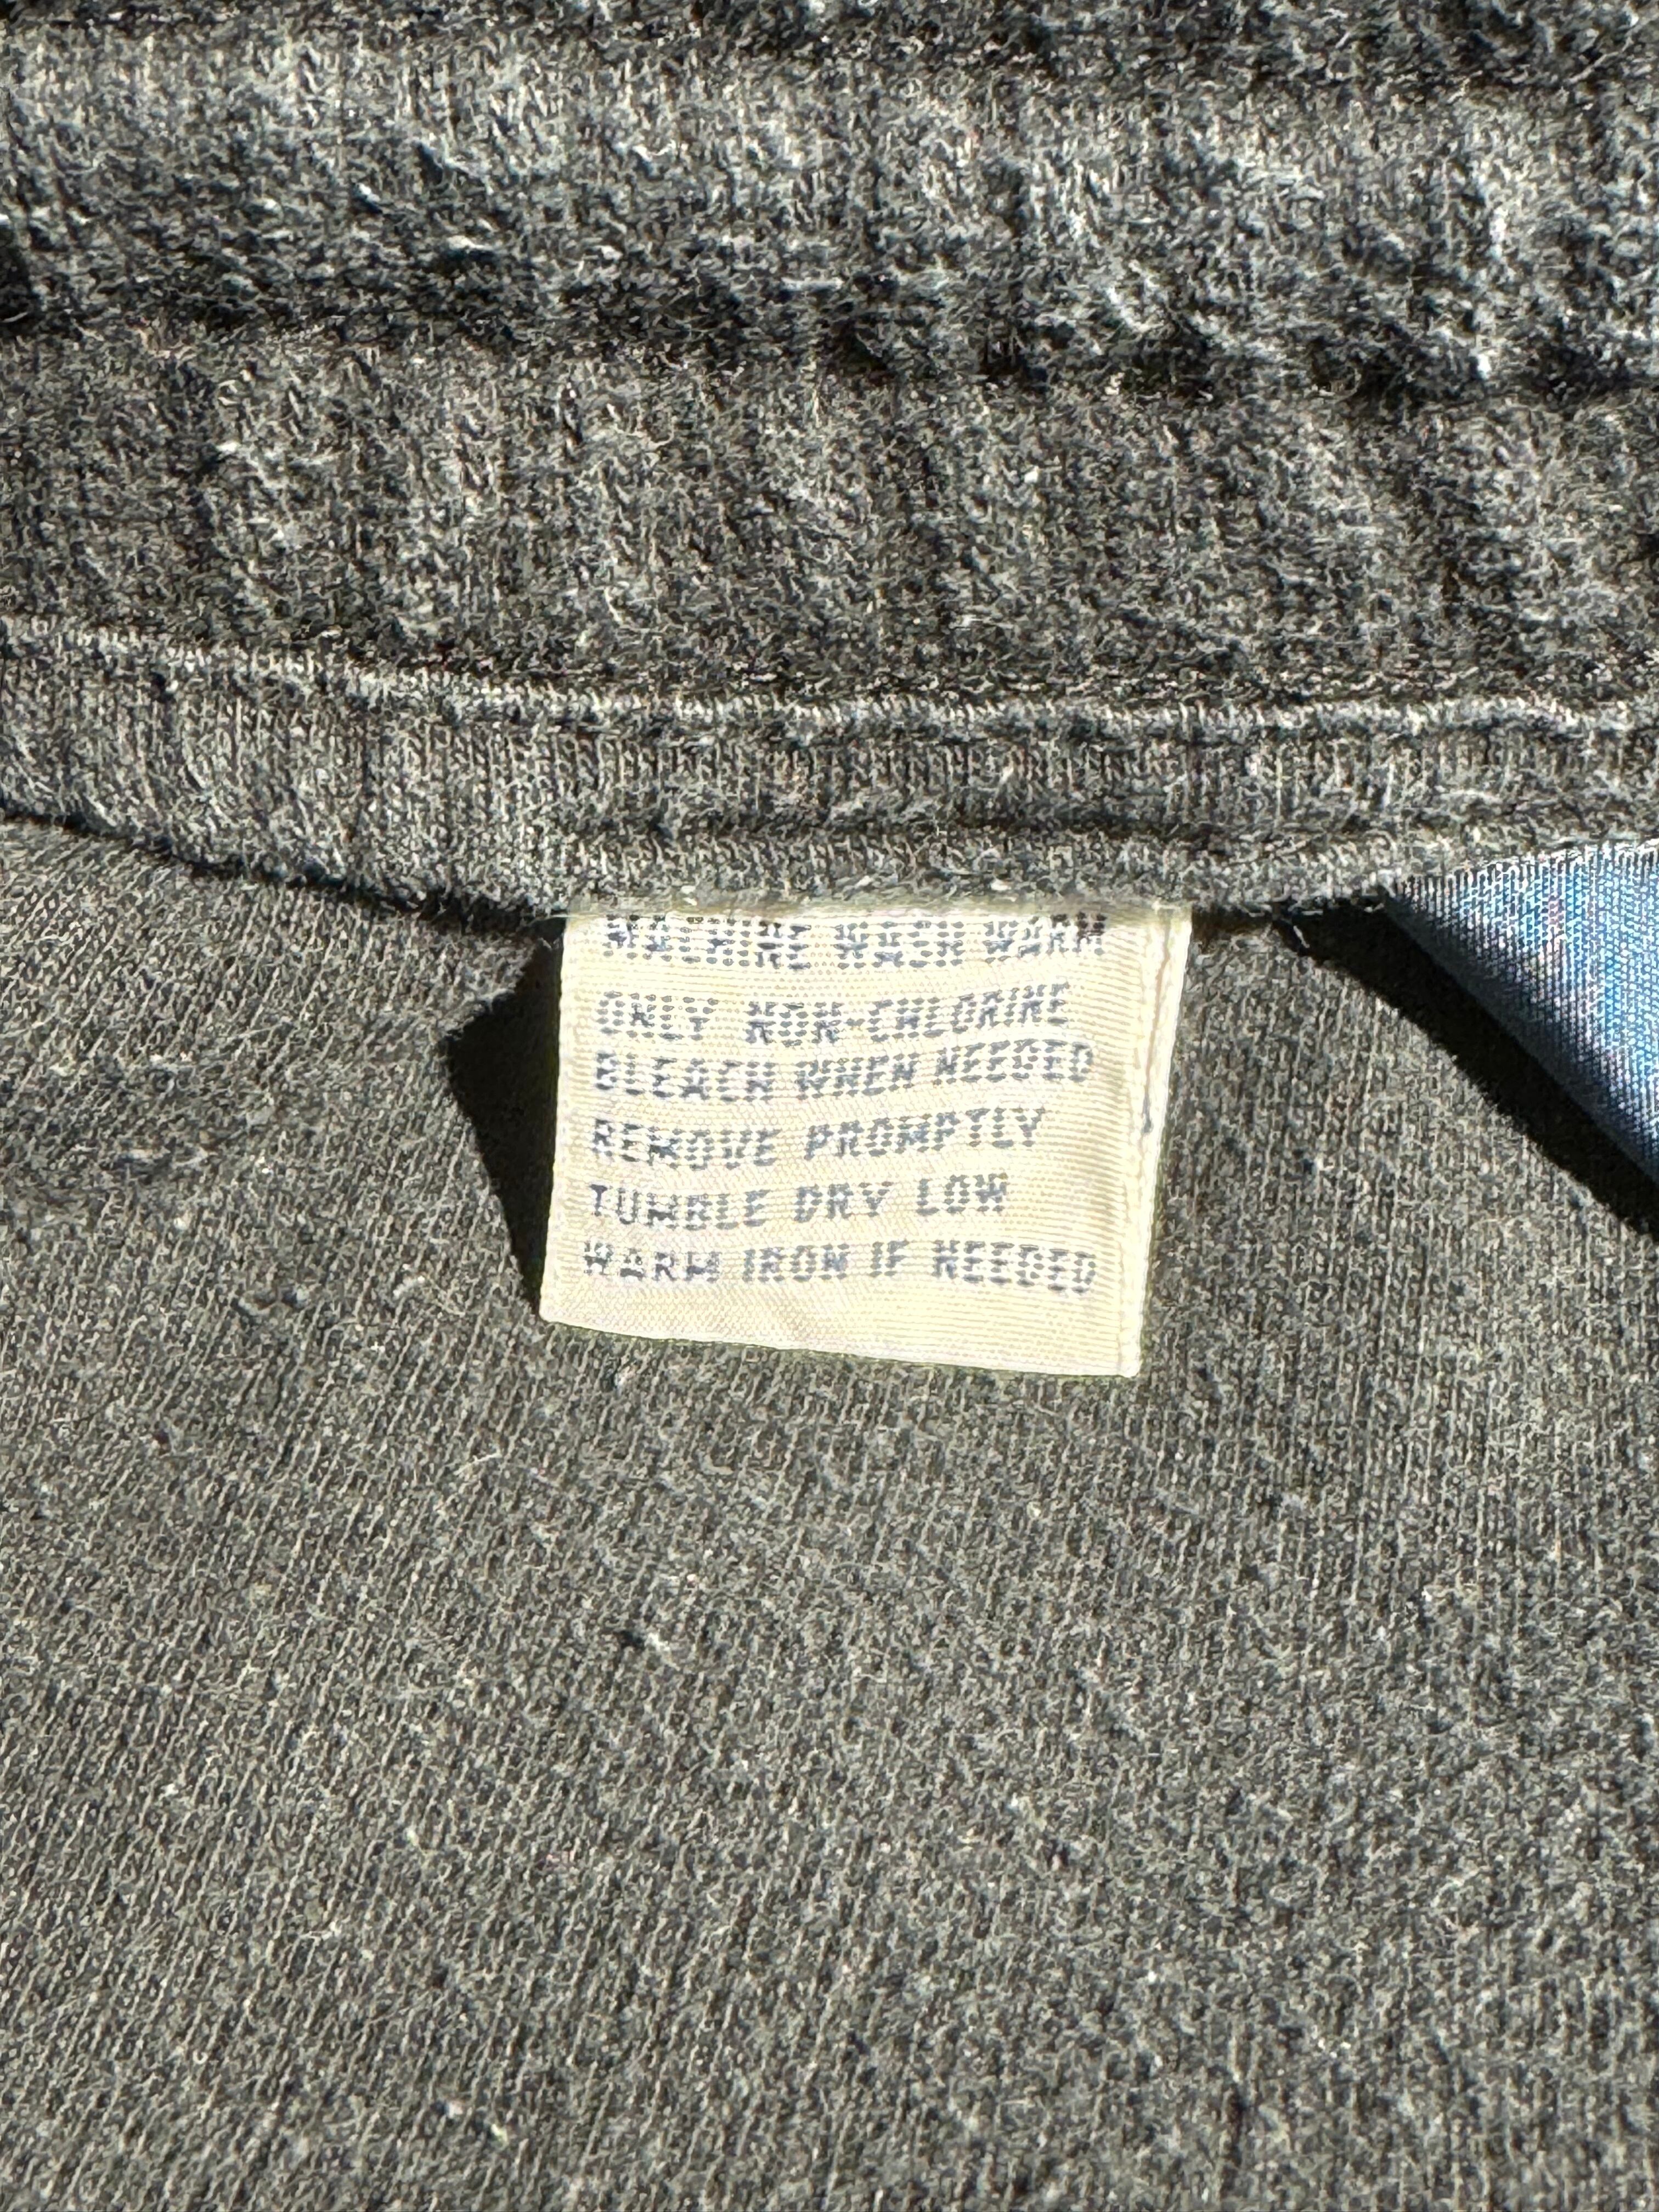 MACHINE WASH WARM
ONLY NON-CHLORINE
BLEACH WHEN NEEDED
REMOVE PROMPTLY
TUMBLE DRY LOW
WARM IRON IF NEEDED